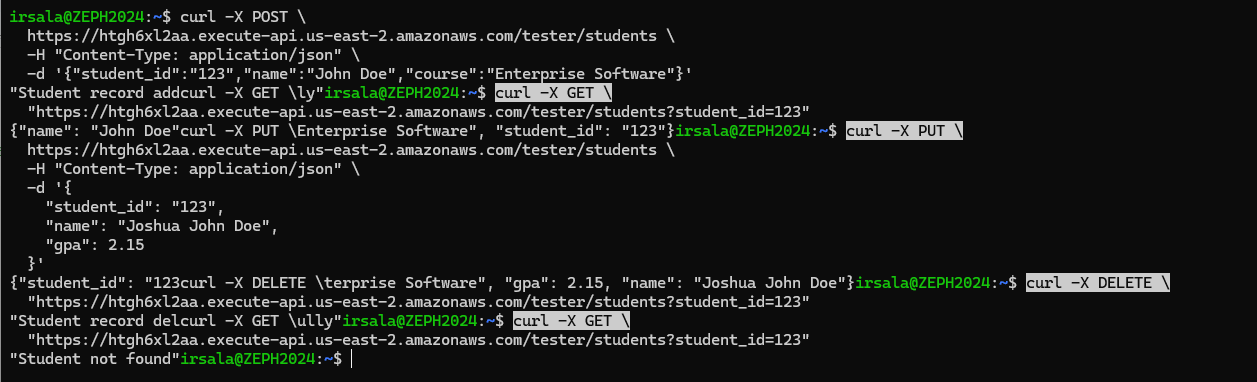 irsala@ZEPH2024:~$ curl -X POST \
  https://htgh6xl2aa.execute-api.us-east-2.amazonaws.com/tester/students \
  -H "Content-Type: application/json" \
  -d '{"student_id":"123","name":"John Doe","course":"Enterprise Software"}'
"Student record addcurl -X GET \ly"irsala@ZEPH2024:~$ curl -X GET \
  "https://htgh6xl2aa.execute-api.us-east-2.amazonaws.com/tester/students?student_id=123"
{"name": "John Doe"curl -X PUT \Enterprise Software", "student_id": "123"}irsala@ZEPH2024:~$ curl -X PUT \
  https://htgh6xl2aa.execute-api.us-east-2.amazonaws.com/tester/students \
  -H "Content-Type: application/json" \
  -d '{
    "student_id": "123",
    "name": "Joshua John Doe",
    "gpa": 2.15
  }'
{"student_id": "123curl -X DELETE \terprise Software", "gpa": 2.15, "name": "Joshua John Doe"}irsala@ZEPH2024:~$ curl -X DELETE \
  "https://htgh6xl2aa.execute-api.us-east-2.amazonaws.com/tester/students?student_id=123"
"Student record delcurl -X GET \ully"irsala@ZEPH2024:~$ curl -X GET \
  "https://htgh6xl2aa.execute-api.us-east-2.amazonaws.com/tester/students?student_id=123"
"Student not found"irsala@ZEPH2024:~$